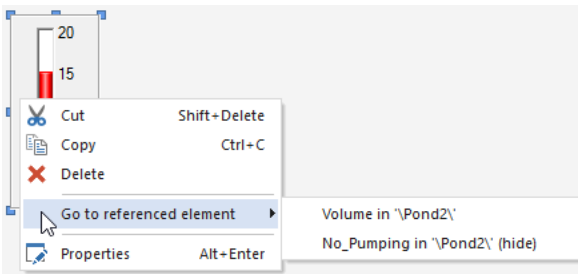 20
15
Cut Shift+Delete
Copy Ctrl+C
Delete
Go to referenced element
Volume in '\Pond2\'
No_Pumping in '\Pond2\' (hide)
Properties Alt+Enter